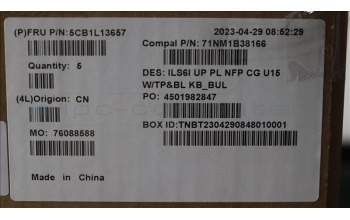 (P)FRU P/N:5CB1L13657
2023-04-29 08:52:29
Compal P/N: 71NM1B38166
Quantity: 5
DES: ILS6I UP PL NFP CG U15
W/TP&BL KB_BUL
(4L)Origion: CN
PO: 4501982847
MO: 76088588
BOX ID:TNBT2304290848010001
Made in China